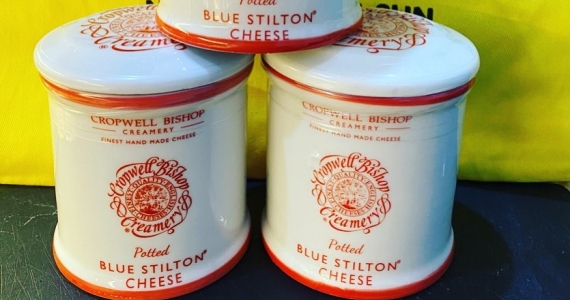 Potted
BLUE STILTON®
CHEESE
CROPWELL BISHOP
CREAMERY
FINEST HAND MADE CHEESE
Cropwell Bishop
Creamery
Potted
BLUE STILTON®
CHEESE
CROPWELL BISHOP
CREAMERY
FINEST HAND MADE CHEESE
Cropwell Bishop
Creamery
Potted
BLUE STILTON®
CHEESE